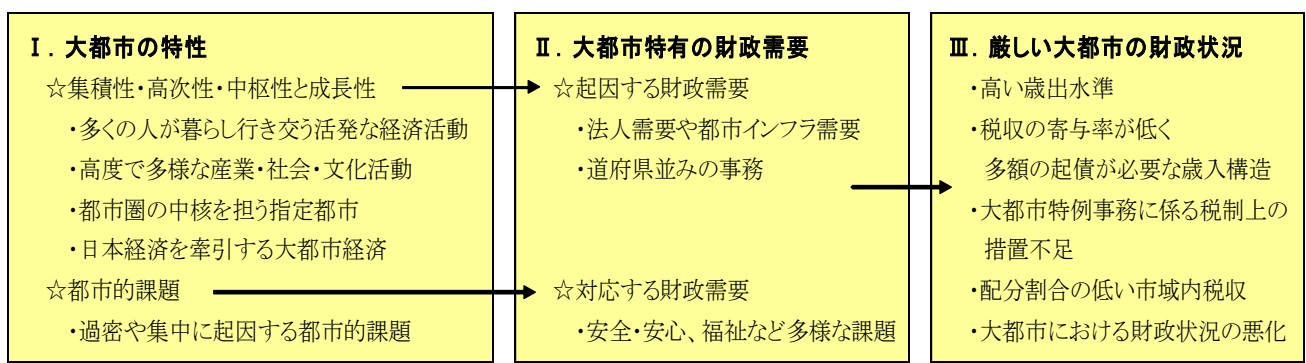 Ⅰ．大都市の特性
☆集積性・高次性・中枢性と成長性
・多くの人が暮らし行き交う活発な経済活動
・高度で多様な産業・社会・文化活動
・都市圏の中核を担う指定都市
・日本経済を牽引する大都市経済
☆都市的課題
・過密や集中に起因する都市的課題
Ⅱ．大都市特有の財政需要
☆起因する財政需要
・法人需要や都市インフラ需要
・道府県並みの事務
☆対応する財政需要
・安全・安心、福祉など多様な課題
Ⅲ．厳しい大都市の財政状況
・高い歳出水準
・税収の寄与率が低く
多額の起債が必要な歳入構造
・大都市特例事務に係る税制上の
措置不足
・配分割合の低い市域内税収
・大都市における財政状況の悪化